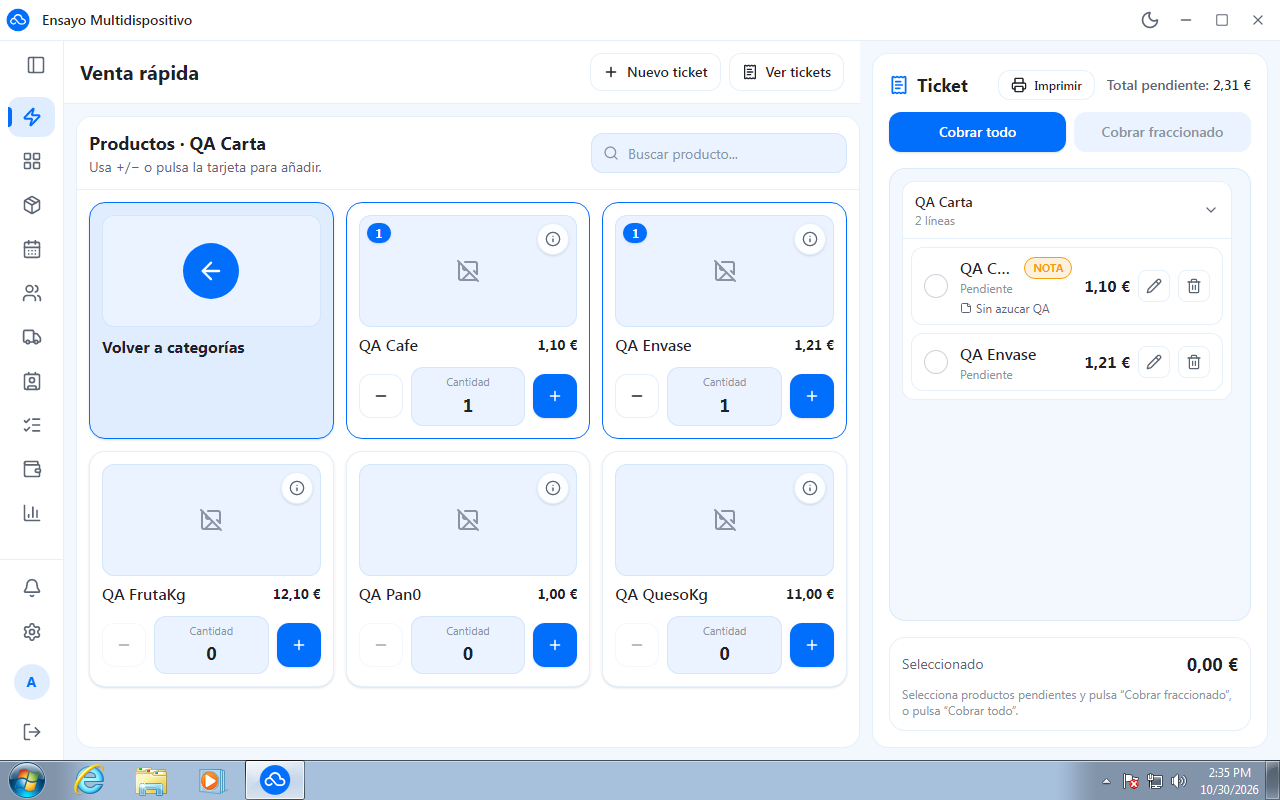 Ensayo Multidispositivo
Venta rápida
Nuevo ticket
Ver tickets
Productos · QA Carta
Usa +/− o pulsa la tarjeta para añadir.
Buscar producto...
Volver a categorías
1
QA Cafe
1,10 €
Cantidad
1
1
QA Envase
1,21 €
Cantidad
1
QA FrutaKg
12,10 €
Cantidad
0
QA Pan0
1,00 €
Cantidad
0
QA QuesoKg
11,00 €
Cantidad
0
A
Ticket
Imprimir
Total pendiente: 2,31 €
Cobrar todo
Cobrar fraccionado
QA Carta
2 líneas
QA C...
NOTA
Pendiente
Sin azucar QA
1,10 €
QA Envase
Pendiente
1,21 €
Seleccionado
0,00 €
Selecciona productos pendientes y pulsa “Cobrar fraccionado”,
o pulsa “Cobrar todo”.
2:35 PM
10/30/2026